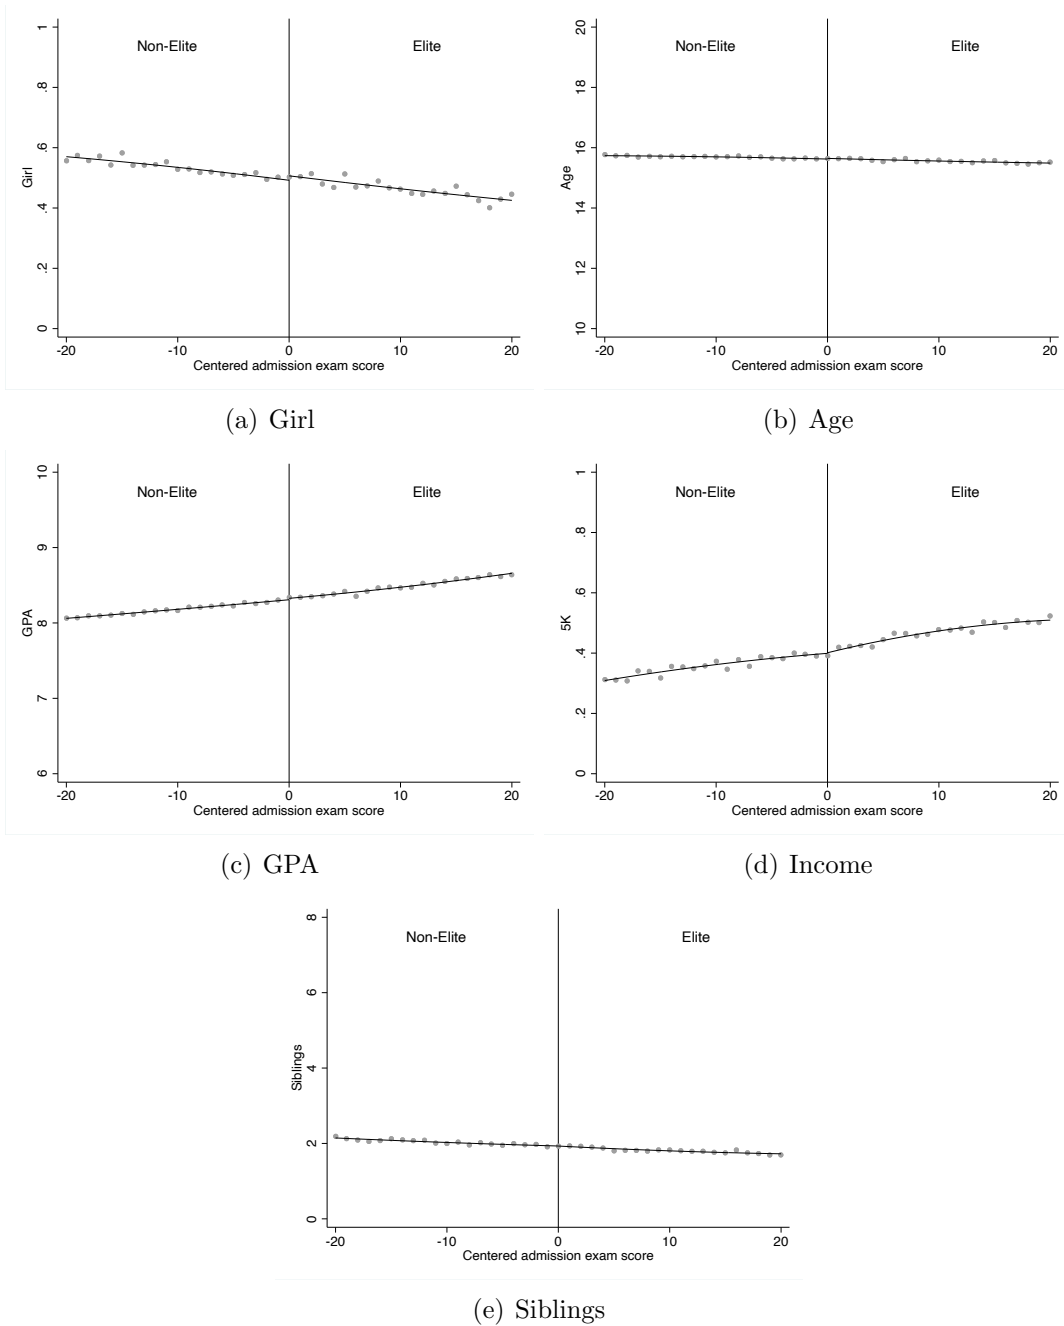 1
.8
.6
.4
.2
0
Girl
Non-Elite
Elite
-20
-10
0
10
20
Centered admission exam score
(a) Girl
20
18
16
14
12
10
Age
Non-Elite
Elite
-20
-10
0
10
20
Centered admission exam score
(b) Age
10
9
8
7
6
GPA
Non-Elite
Elite
-20
-10
0
10
20
Centered admission exam score
(c) GPA
1
.8
.6
.4
.2
0
5K
Non-Elite
Elite
-20
-10
0
10
20
Centered admission exam score
(d) Income
8
6
4
2
0
Siblings
Non-Elite
Elite
-20
-10
0
10
20
Centered admission exam score
(e) Siblings